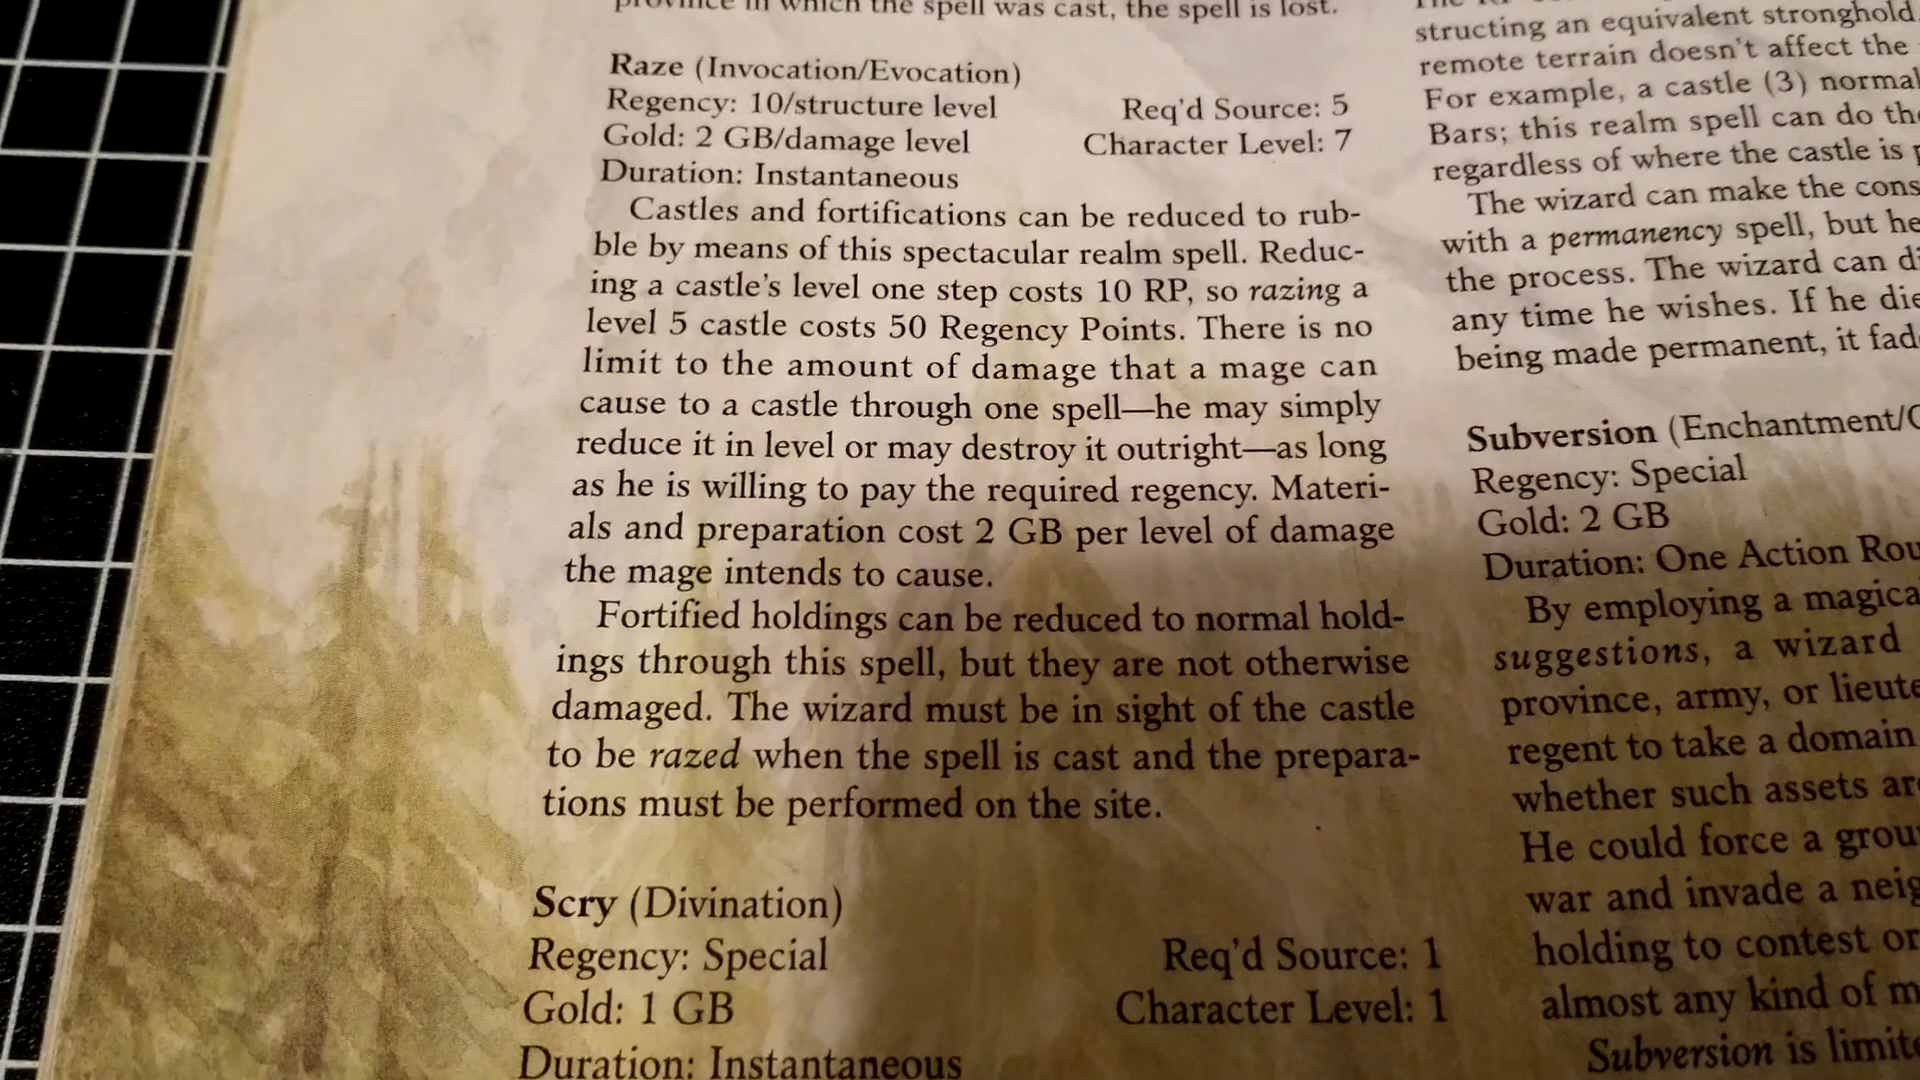 province in which the spell was cast, the spell is lost.
Raze (Invocation/Evocation)
Regency: 10/structure level Req'd Source: 5
Gold: 2 GB/damage level Character Level: 7
Duration: Instantaneous
Castles and fortifications can be reduced to rub-
ble by means of this spectacular realm spell. Reduc-
ing a castle's level one step costs 10 RP, so razing a
level 5 castle costs 50 Regency Points. There is no
limit to the amount of damage that a mage can
cause to a castle through one spell—he may simply
reduce it in level or may destroy it outright—as long
as he is willing to pay the required regency. Materi-
als and preparation cost 2 GB per level of damage
the mage intends to cause.
Fortified holdings can be reduced to normal hold-
ings through this spell, but they are not otherwise
damaged. The wizard must be in sight of the castle
to be razed when the spell is cast and the prepara-
tions must be performed on the site.
Scry (Divination)
Regency: Special Req'd Source: 1
Gold: 1 GB Character Level: 1
Duration: Instantaneous
structing an equivalent stronghold
remote terrain doesn't affect the
For example, a castle (3) normal
Bars; this realm spell can do the
regardless of where the castle is
The wizard can make the cons
with a permanency spell, but he
the process. The wizard can di
any time he wishes. If he die
being made permanent, it fad
Subversion (Enchantment/C
Regency: Special
Gold: 2 GB
Duration: One Action Rou
By employing a magica
suggestions, a wizard
province, army, or lieute
regent to take a domain
whether such assets are
He could force a grou
war and invade a neig
holding to contest or
almost any kind of m
Subversion is limite